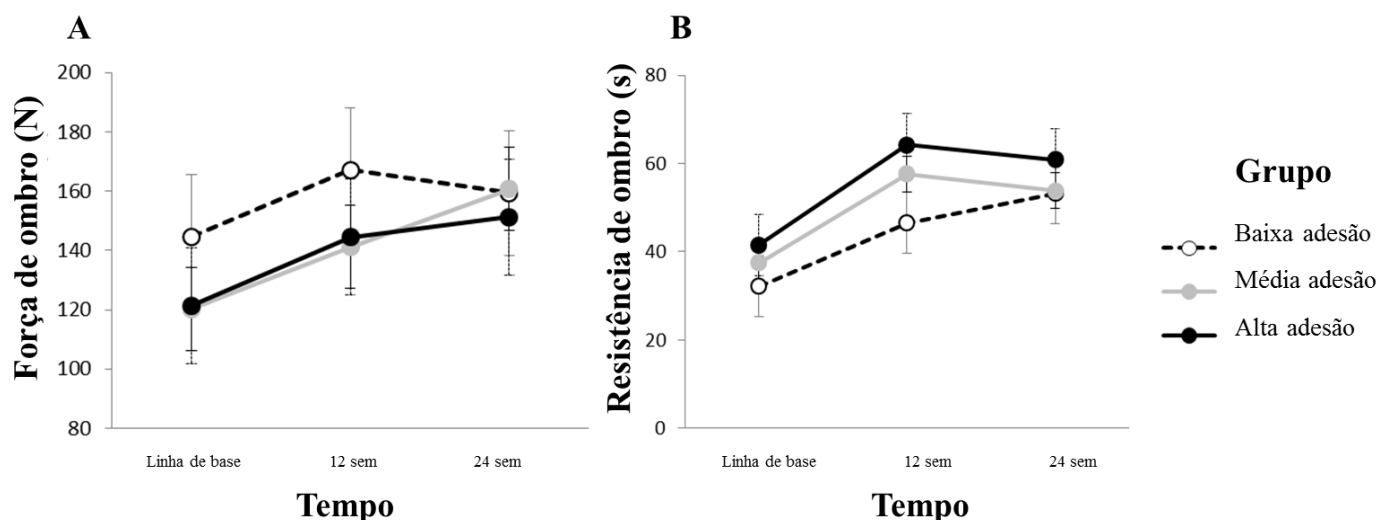 A
Força de ombro (N)
200
180
160
140
120
100
80
Linha de base
12 sem
24 sem
Tempo
B
Resistência de ombro (s)
80
60
40
20
0
Linha de base
12 sem
24 sem
Tempo
Grupo
Baixa adesão
Média adesão
Alta adesão